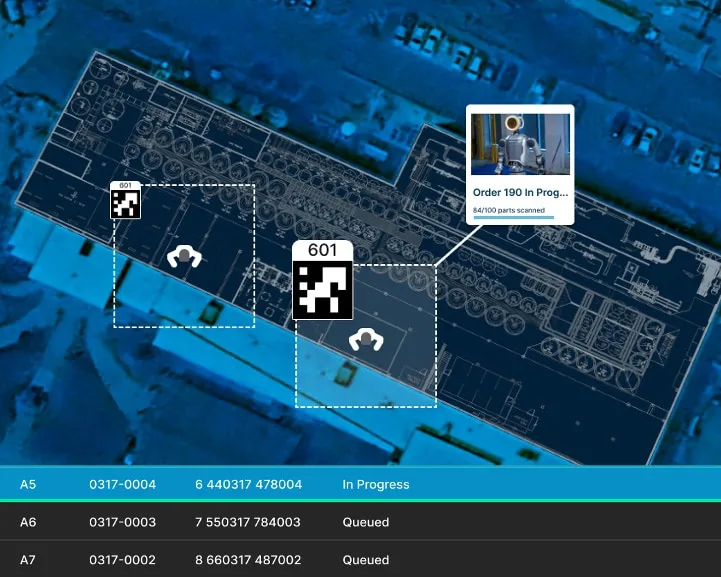 601
601
Order 190 In Prog...
84/100 parts scanned
A5 0317-0004 6 440317 478004 In Progress
A6 0317-0003 7 550317 784003 Queued
A7 0317-0002 8 660317 487002 Queued